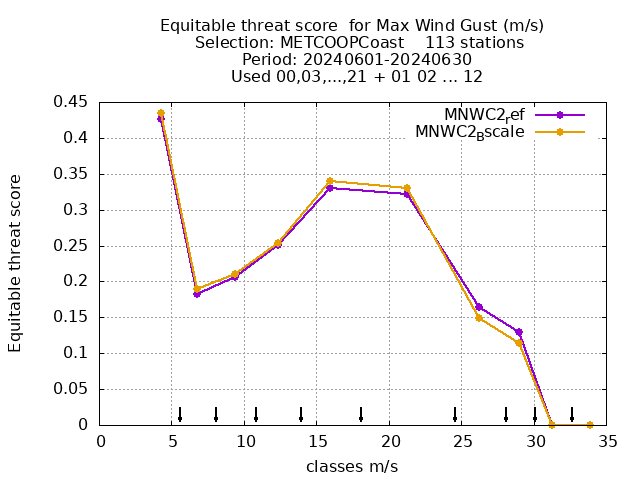 Equitable threat score  for Max Wind Gust (m/s)
Selection: METCOOPCoast    113 stations
Period: 20240601-20240630
Used 00,03,...,21 + 01 02 ... 12
MNWC2ref
MNWC2Bscale
Equitable threat score
0.45
0.4
0.35
0.3
0.25
0.2
0.15
0.1
0.05
0
0 5 10 15 20 25 30 35
classes m/s